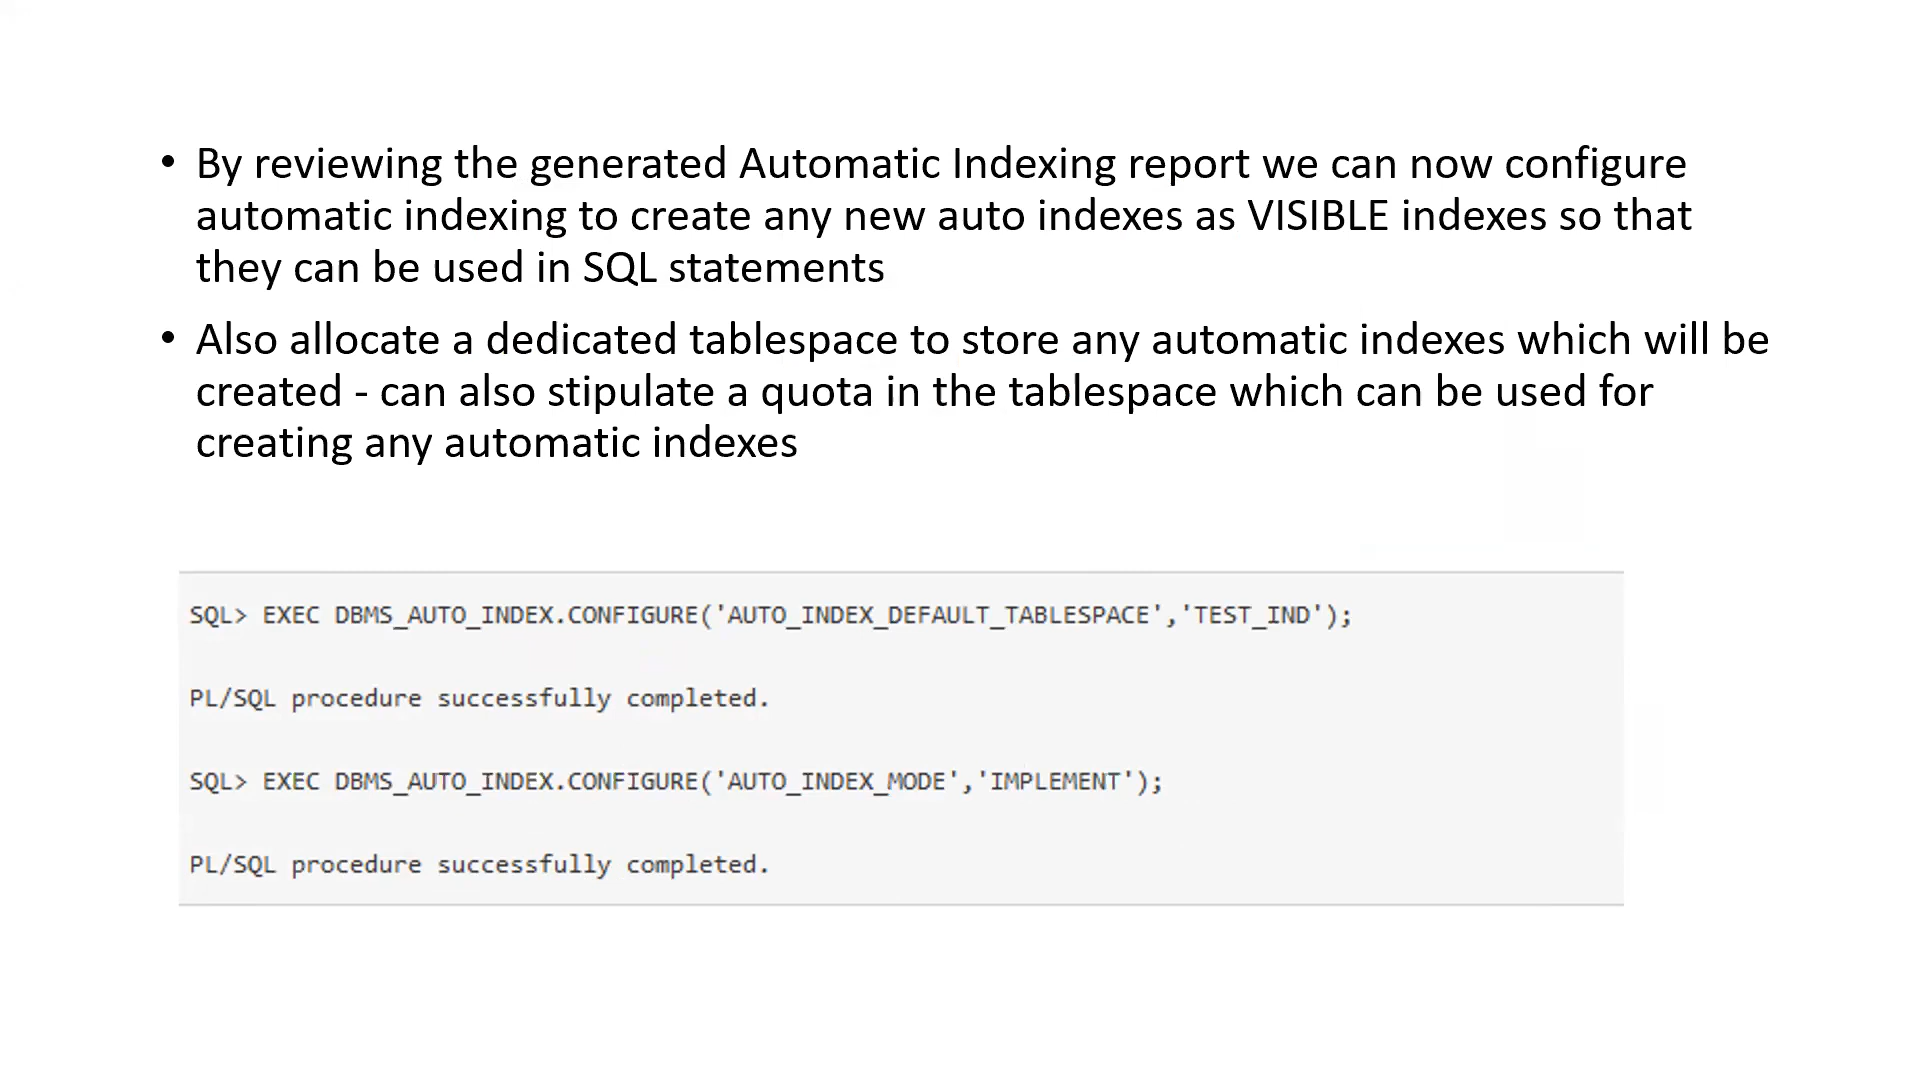 • By reviewing the generated Automatic Indexing report we can now configure
automatic indexing to create any new auto indexes as VISIBLE indexes so that
they can be used in SQL statements
• Also allocate a dedicated tablespace to store any automatic indexes which will be
created - can also stipulate a quota in the tablespace which can be used for
creating any automatic indexes
SQL> EXEC DBMS_AUTO_INDEX.CONFIGURE('AUTO_INDEX_DEFAULT_TABLESPACE','TEST_IND');
PL/SQL procedure successfully completed.
SQL> EXEC DBMS_AUTO_INDEX.CONFIGURE('AUTO_INDEX_MODE','IMPLEMENT');
PL/SQL procedure successfully completed.